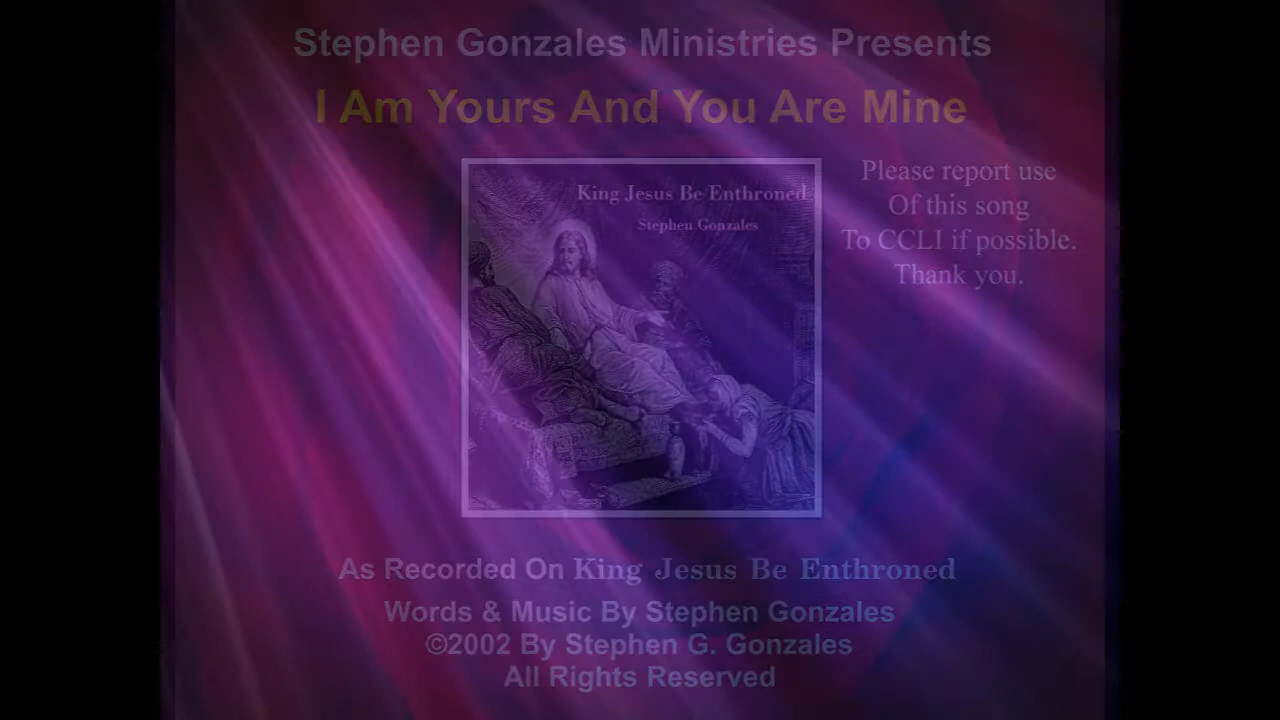 Stephen Gonzales Ministries Presents
I Am Yours And You Are Mine
King Jesus Be Enthroned
Stephen Gonzales
Please report use
Of this song
To CCLI if possible.
Thank you.
As Recorded On King Jesus Be Enthroned
Words & Music By Stephen Gonzales
©2002 By Stephen G. Gonzales
All Rights Reserved